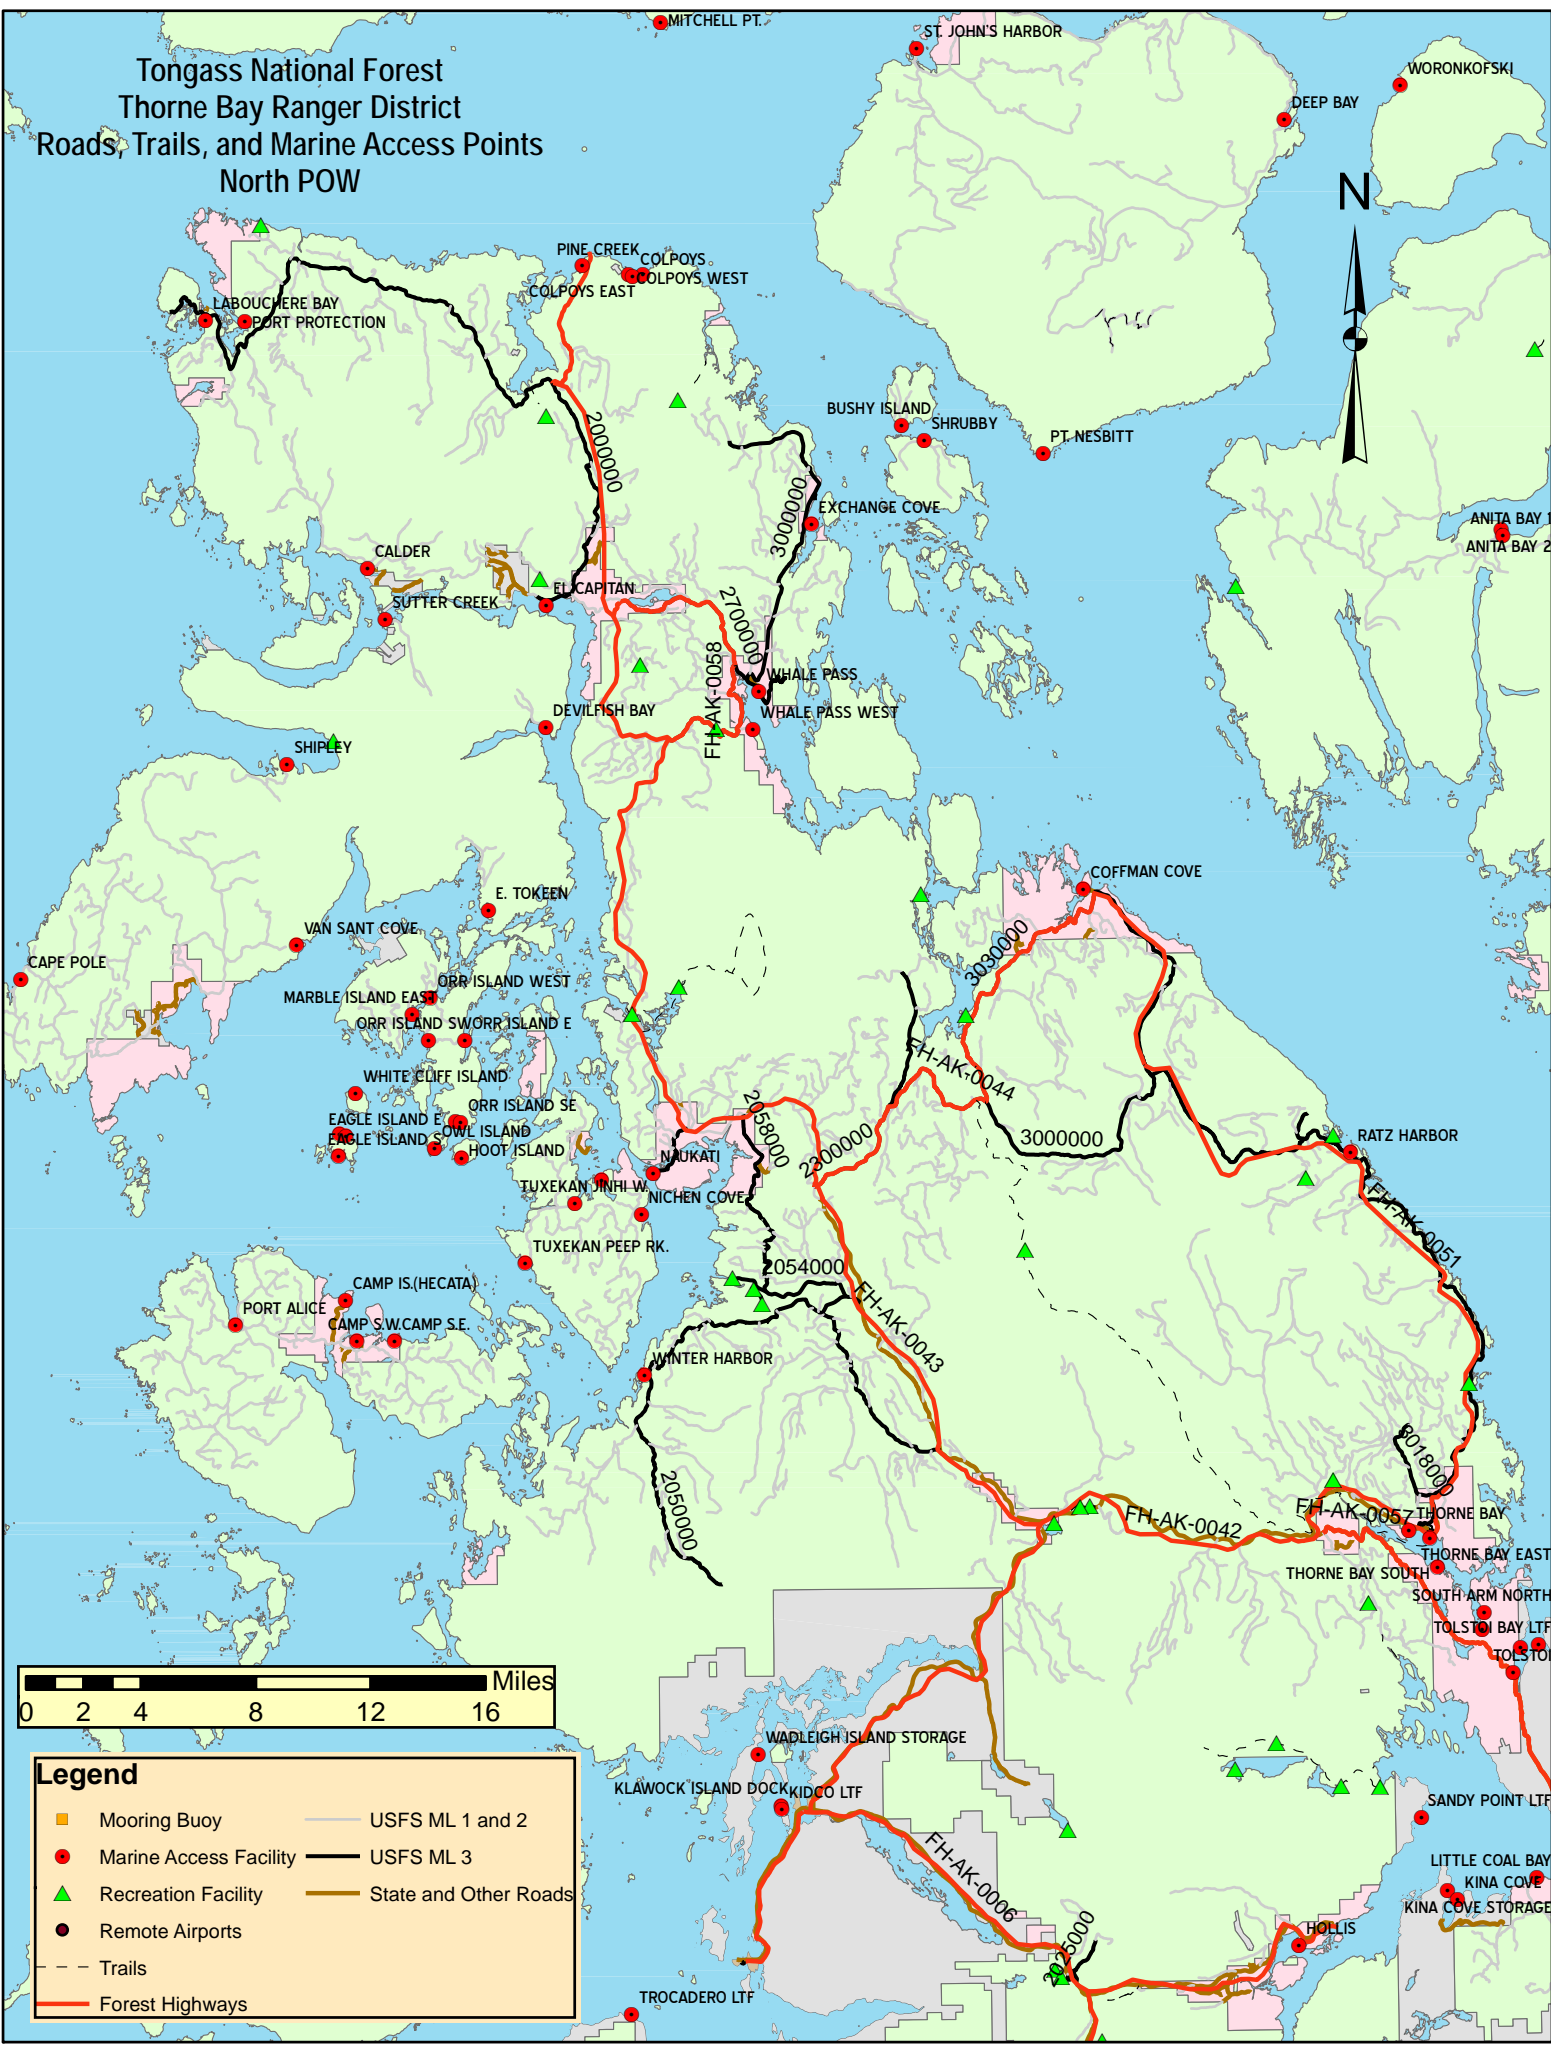 Tongass National Forest
Thorne Bay Ranger District
Roads, Trails, and Marine Access Points
North POW
MITCHELL PT.
ST. JOHN'S HARBOR
WORONKOFSKI
DEEP BAY
N
PINE CREEK
COLPOYS
COLPOYS WEST
COLPOYS EAST
LABOUCHERE BAY
PORT PROTECTION
BUSHY ISLAND
SHRUBBY
PT. NESBITT
2000000
3000000
EXCHANGE COVE
ANITA BAY 1
ANITA BAY 2
CALDER
EL CAPITAN
SUTTER CREEK
2700000
FH-AK-0058
WHALE PASS
WHALE PASS WEST
DEVILFISH BAY
SHIPLEY
COFFMAN COVE
E. TOKEEN
VAN SANT COVE
3030000
CAPE POLE
ORR ISLAND WEST
MARBLE ISLAND EAST
ORR ISLAND SW
ORR ISLAND E
FH-AK-0044
WHITE CLIFF ISLAND
ORR ISLAND SE
EAGLE ISLAND E
OWL ISLAND
EAGLE ISLAND S
HOOT ISLAND
2058000
2300000
3000000
RATZ HARBOR
NAUKATI
TUXEKAN JINHI W.
NICHEN COVE
FH-AK-0051
TUXEKAN PEEP RK.
2054000
CAMP IS.(HECATA)
PORT ALICE
CAMP S.W.
CAMP S.E.
FH-AK-0043
WINTER HARBOR
2050000
3018000
FH-AK-0042
FH-AK-0057
THORNE BAY
THORNE BAY EAST
THORNE BAY SOUTH
SOUTH ARM NORTH
TOLSTOI BAY LTF
TOLSTOI
0 2 4 8 12 16
Miles
WADLEIGH ISLAND STORAGE
KLAWOCK ISLAND DOCK
KIDCO LTF
SANDY POINT LTF
FH-AK-0006
LITTLE COAL BAY
KINA COVE
KINA COVE STORAGE
HOLLIS
2025000
TROCADERO LTF
Legend
Mooring Buoy
Marine Access Facility
Recreation Facility
Remote Airports
Trails
Forest Highways
USFS ML 1 and 2
USFS ML 3
State and Other Roads